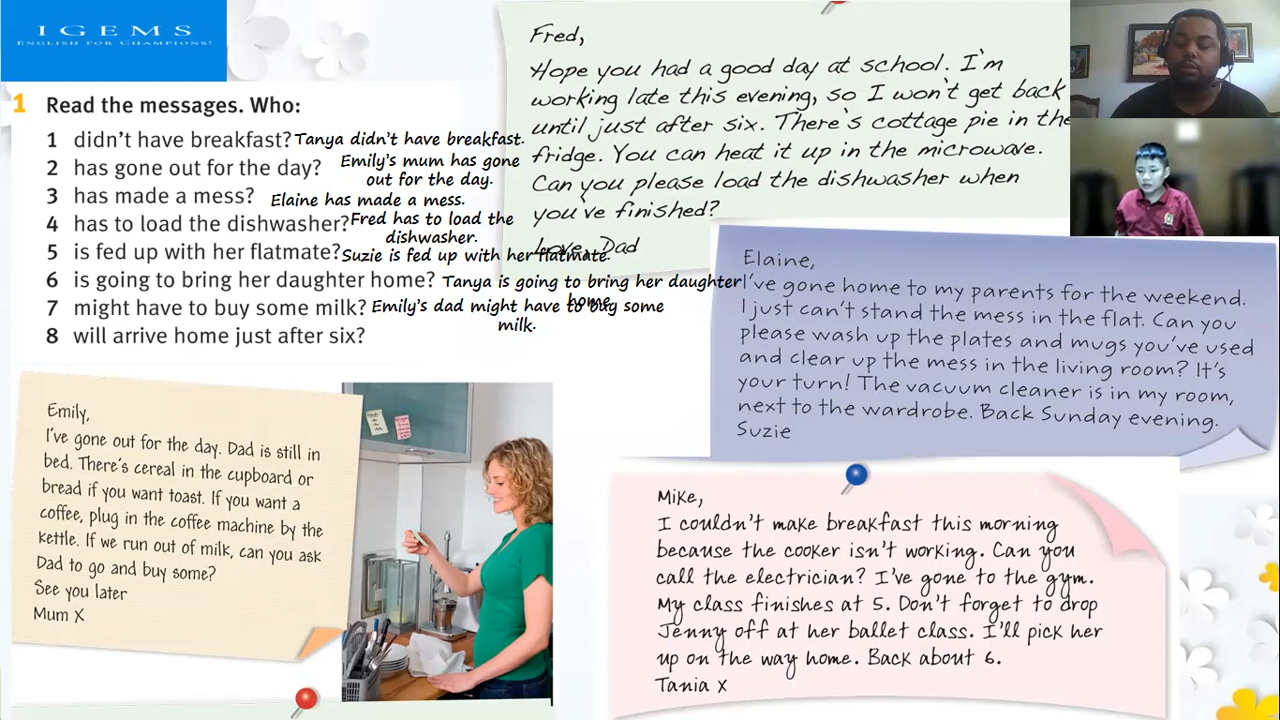 IGEMS
ENGLISH FOR CHAMPIONS!
1 Read the messages. Who:
1 didn't have breakfast? Tanya didn't have breakfast.
2 has gone out for the day? Emily's mum has gone
out for the day.
3 has made a mess? Elaine has made a mess.
4 has to load the dishwasher? Fred has to load the
dishwasher.
5 is fed up with her flatmate? Suzie is fed up with her flatmate.
6 is going to bring her daughter home? Tanya is going to bring her daughter
home.
7 might have to buy some milk? Emily's dad might have to buy some
milk.
8 will arrive home just after six?
Fred,
Hope you had a good day at school. I'm
working late this evening, so I won't get back
until just after six. There's cottage pie in the
fridge. You can heat it up in the microwave.
Can you please load the dishwasher when
you've finished?
Love, Dad
Elaine,
I've gone home to my parents for the weekend.
I just can't stand the mess in the flat. Can you
please wash up the plates and mugs you've used
and clear up the mess in the living room? It's
your turn! The vacuum cleaner is in my room,
next to the wardrobe. Back Sunday evening.
Suzie
Emily,
I've gone out for the day. Dad is still in
bed. There's cereal in the cupboard or
bread if you want toast. If you want a
coffee, plug in the coffee machine by the
kettle. If we run out of milk, can you ask
Dad to go and buy some?
See you later
Mum X
Mike,
I couldn't make breakfast this morning
because the cooker isn't working. Can you
call the electrician? I've gone to the gym.
My class finishes at 5. Don't forget to drop
Jenny off at her ballet class. I'll pick her
up on the way home. Back about 6.
Tania x